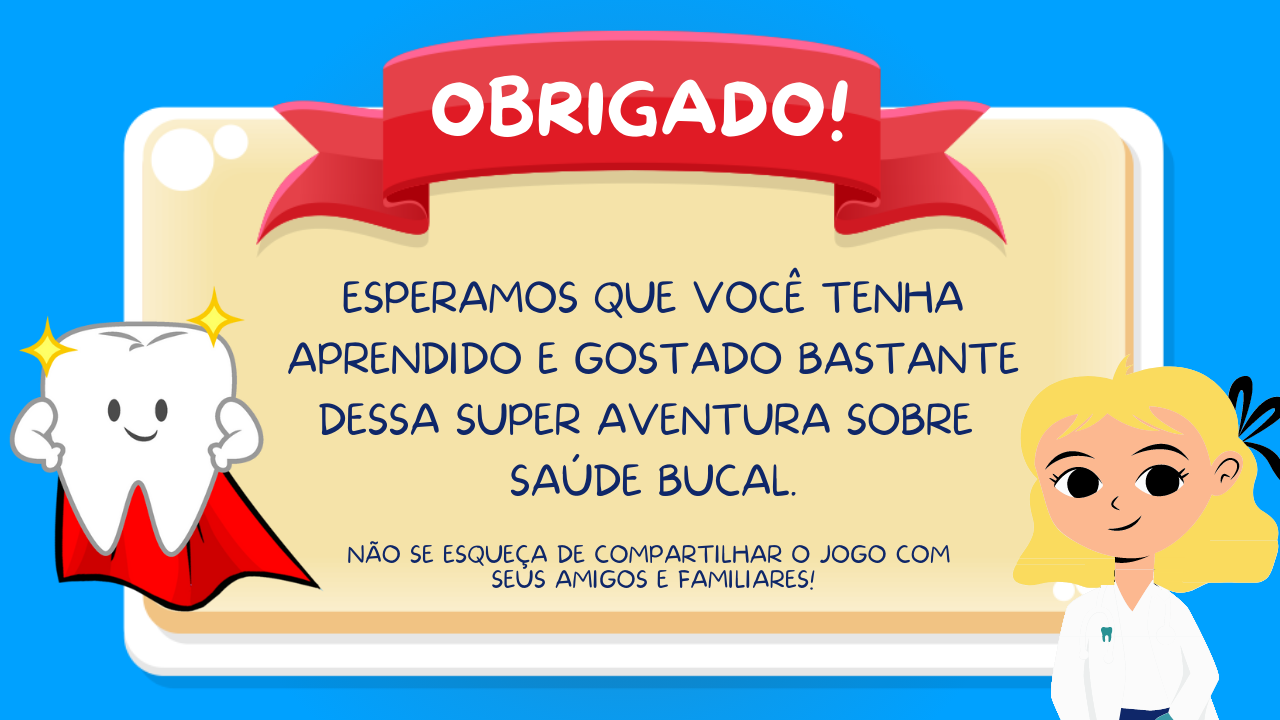 OBRIGADO!
ESPERAMOS QUE VOCÊ TENHA
APRENDIDO E GOSTADO BASTANTE
DESSA SUPER AVENTURA SOBRE
SAÚDE BUCAL.
NÃO SE ESQUEÇA DE COMPARTILHAR O JOGO COM
SEUS AMIGOS E FAMILIARES!